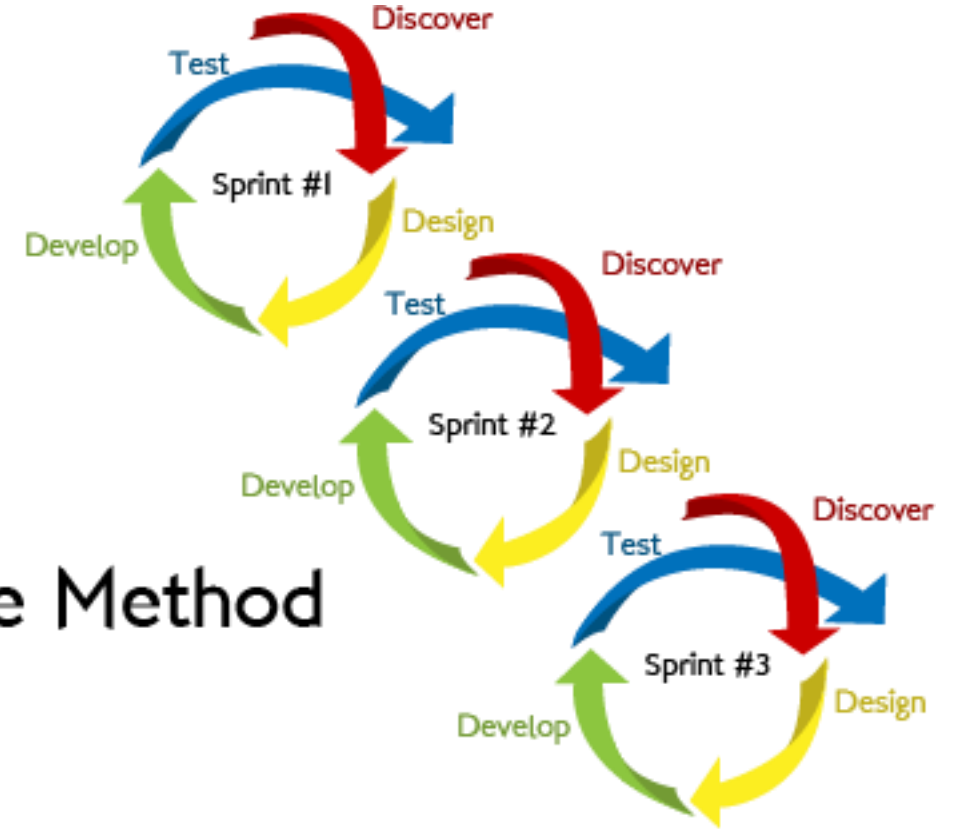 Discover
Test
Sprint #1
Design
Develop
Discover
Test
Sprint #2
Design
Develop
Discover
Test
e Method
Sprint #3
Design
Develop